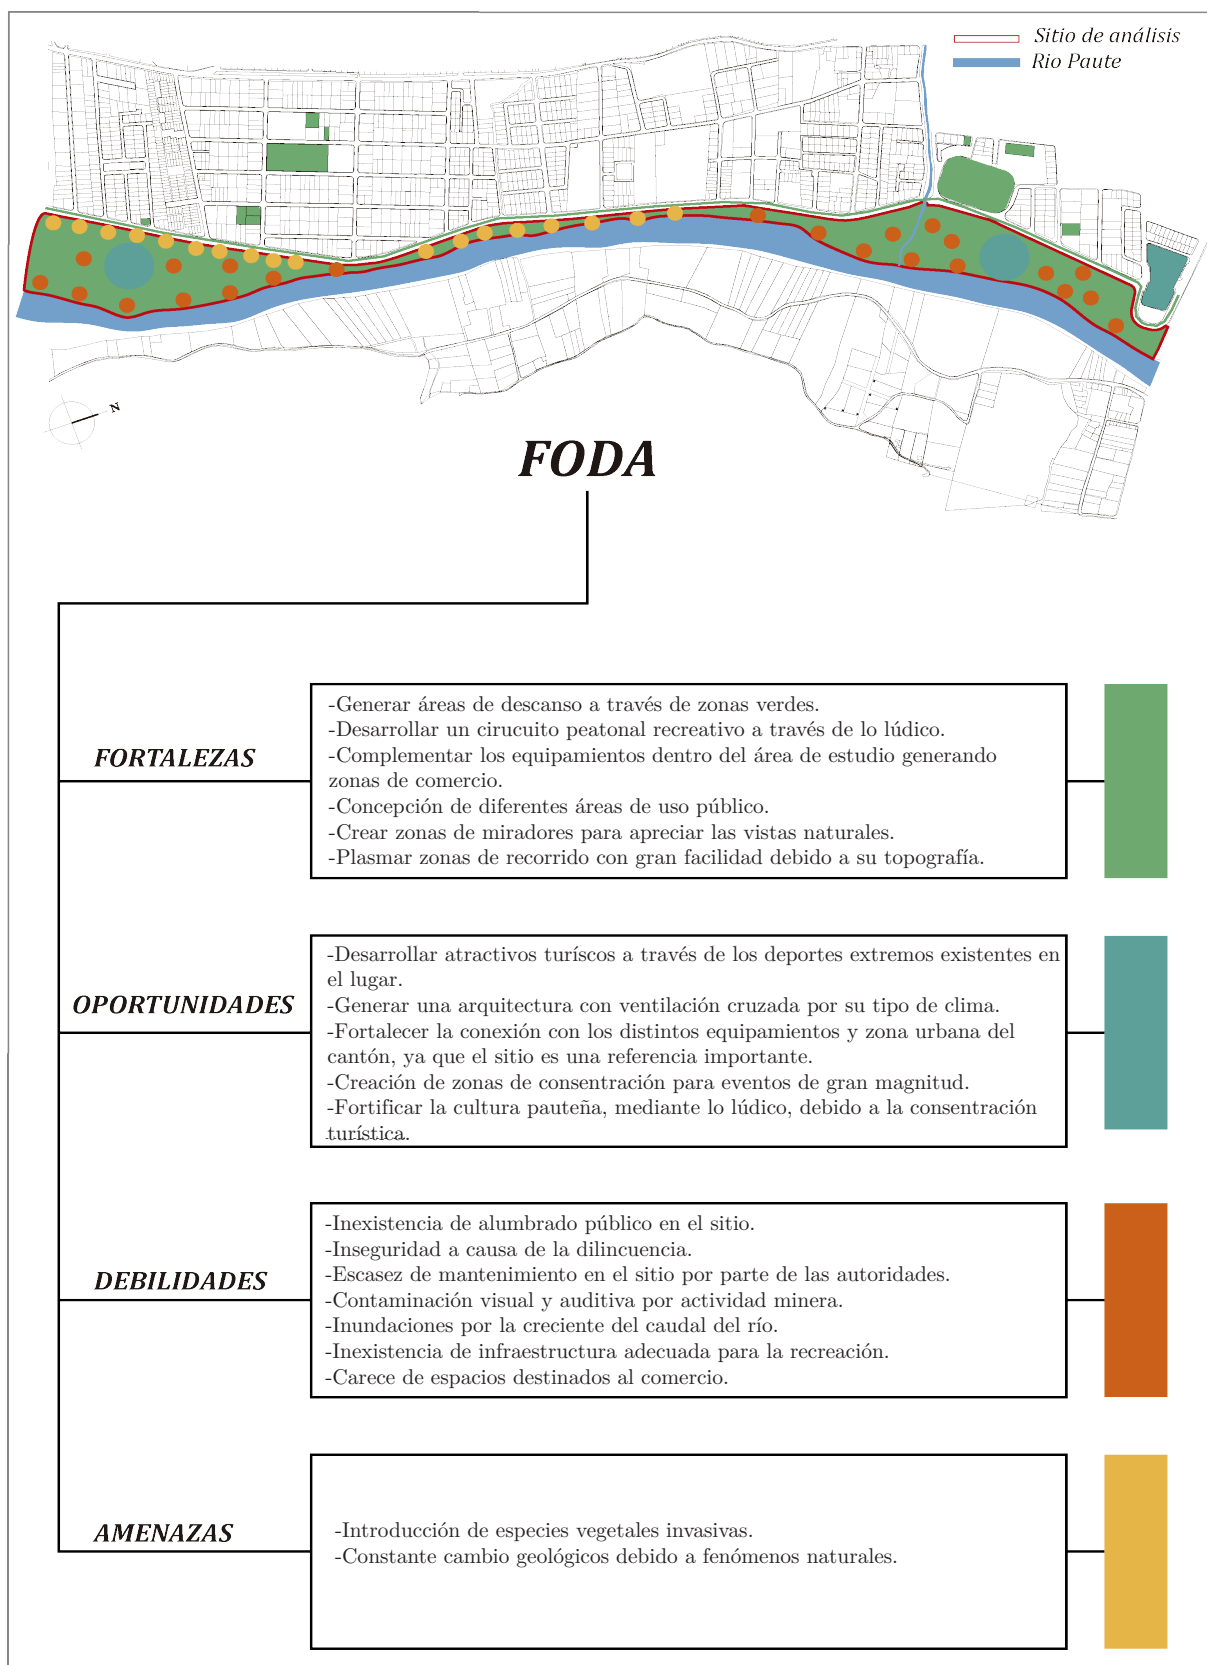 Sitio de análisis
Rio Paute
N
FODA
FORTALEZAS
-Generar áreas de descanso a través de zonas verdes.
-Desarrollar un cirucuito peatonal recreativo a través de lo lúdico.
-Complementar los equipamientos dentro del área de estudio generando
zonas de comercio.
-Concepción de diferentes áreas de uso público.
-Crear zonas de miradores para apreciar las vistas naturales.
-Plasmar zonas de recorrido con gran facilidad debido a su topografía.
OPORTUNIDADES
-Desarrollar atractivos turíscos a través de los deportes extremos existentes en
el lugar.
-Generar una arquitectura con ventilación cruzada por su tipo de clima.
-Fortalecer la conexión con los distintos equipamientos y zona urbana del
cantón, ya que el sitio es una referencia importante.
-Creación de zonas de consentración para eventos de gran magnitud.
-Fortificar la cultura pauteña, mediante lo lúdico, debido a la consentración
turística.
DEBILIDADES
-Inexistencia de alumbrado público en el sitio.
-Inseguridad a causa de la dilincuencia.
-Escasez de mantenimiento en el sitio por parte de las autoridades.
-Contaminación visual y auditiva por actividad minera.
-Inundaciones por la creciente del caudal del río.
-Inexistencia de infraestructura adecuada para la recreación.
-Carece de espacios destinados al comercio.
AMENAZAS
-Introducción de especies vegetales invasivas.
-Constante cambio geológicos debido a fenómenos naturales.